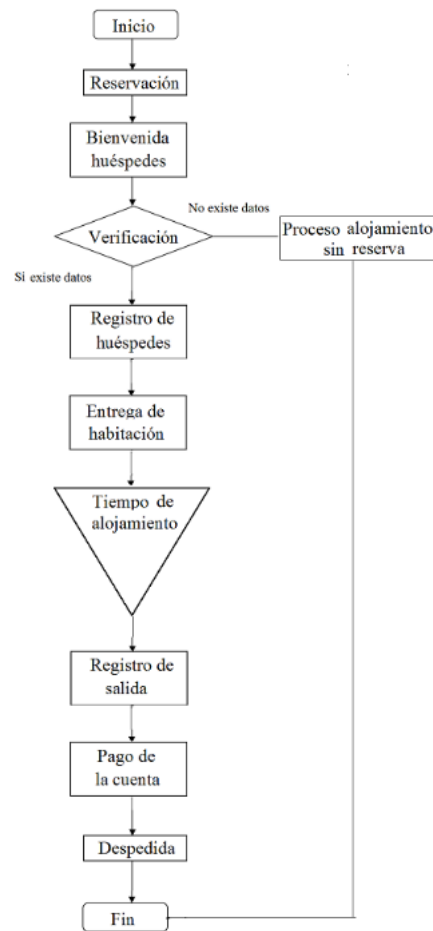 Inicio
Reservación
Bienvenida
huéspedes
No existe datos
Verificación
Proceso alojamiento
sin reserva
Si existe datos
Registro de
huéspedes
Entrega de
habitación
Tiempo de
alojamiento
Registro de
salida
Pago de
la cuenta
Despedida
Fin